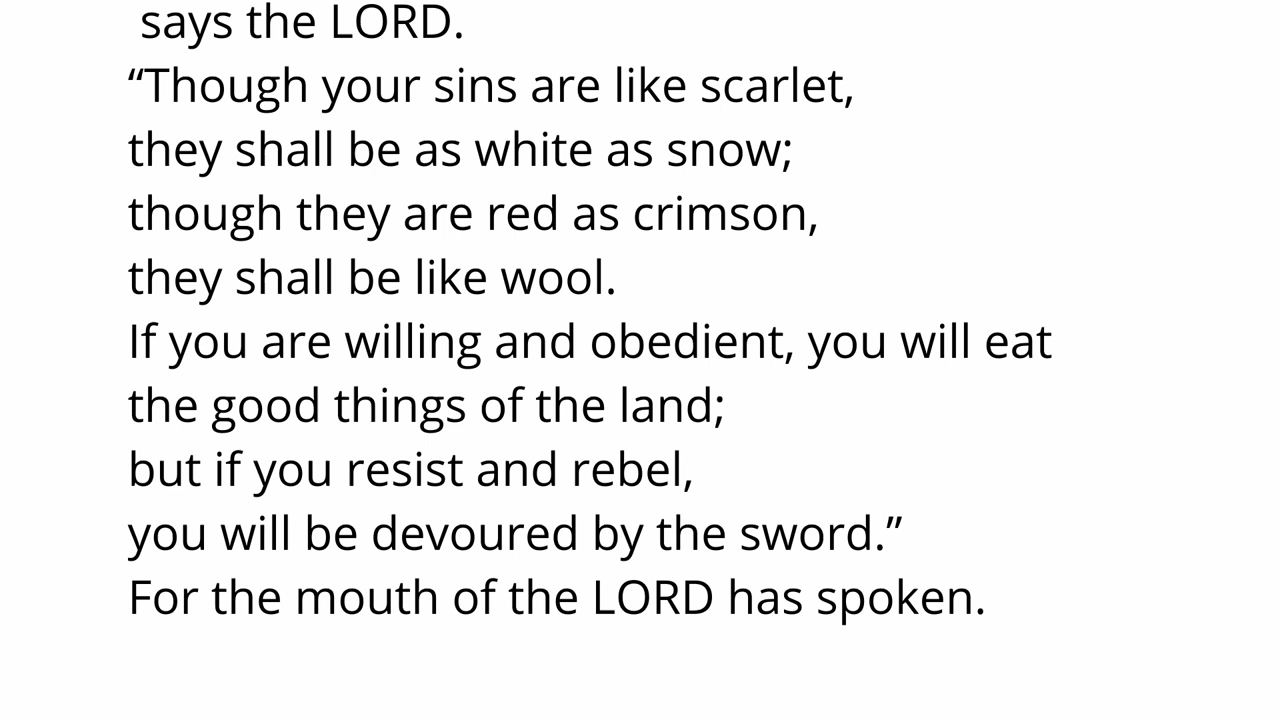 says the LORD.
“Though your sins are like scarlet,
they shall be as white as snow;
though they are red as crimson,
they shall be like wool.
If you are willing and obedient, you will eat
the good things of the land;
but if you resist and rebel,
you will be devoured by the sword.”
For the mouth of the LORD has spoken.